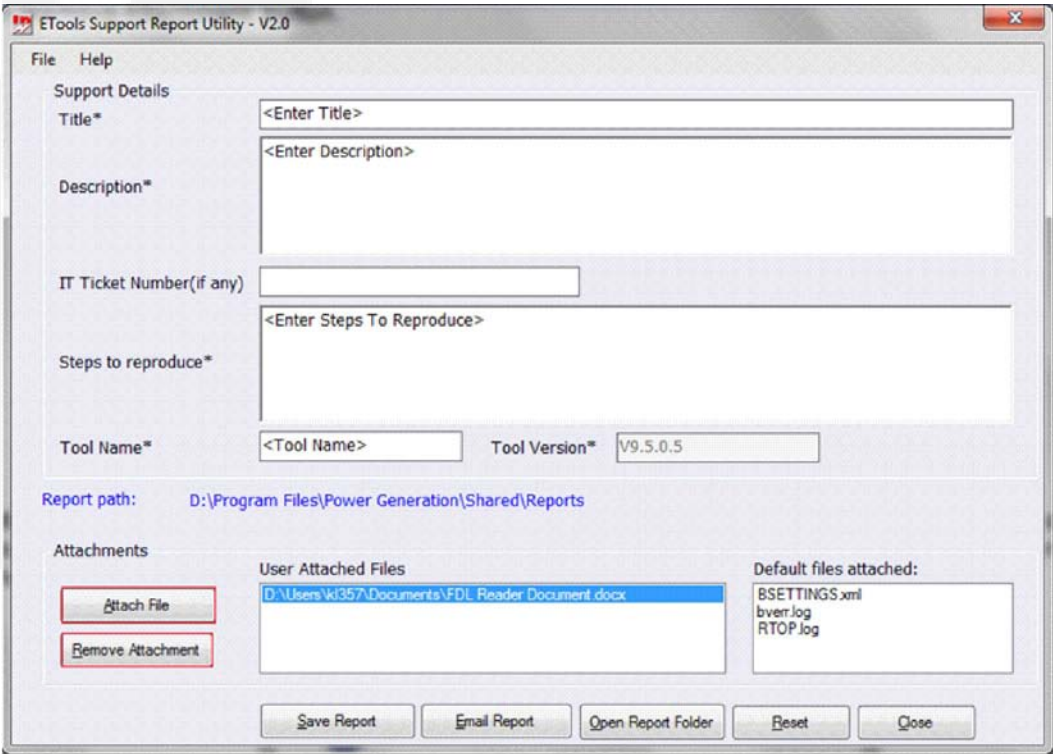 ETools Support Report Utility - V2.0
File Help
Support Details
Title* <Enter Title>
Description* <Enter Description>
IT Ticket Number(if any)
Steps to reproduce* <Enter Steps To Reproduce>
Tool Name* <Tool Name> Tool Version* V9.5.0.5
Report path: D:\Program Files\Power Generation\Shared\Reports
Attachments
User Attached Files Default files attached:
Attach File D:\Users\kl357\Documents\FDL Reader Document.docx BSETTINGS.xml
bverr.log
RTOP.log
Remove Attachment
Save Report Email Report Open Report Folder Reset Close